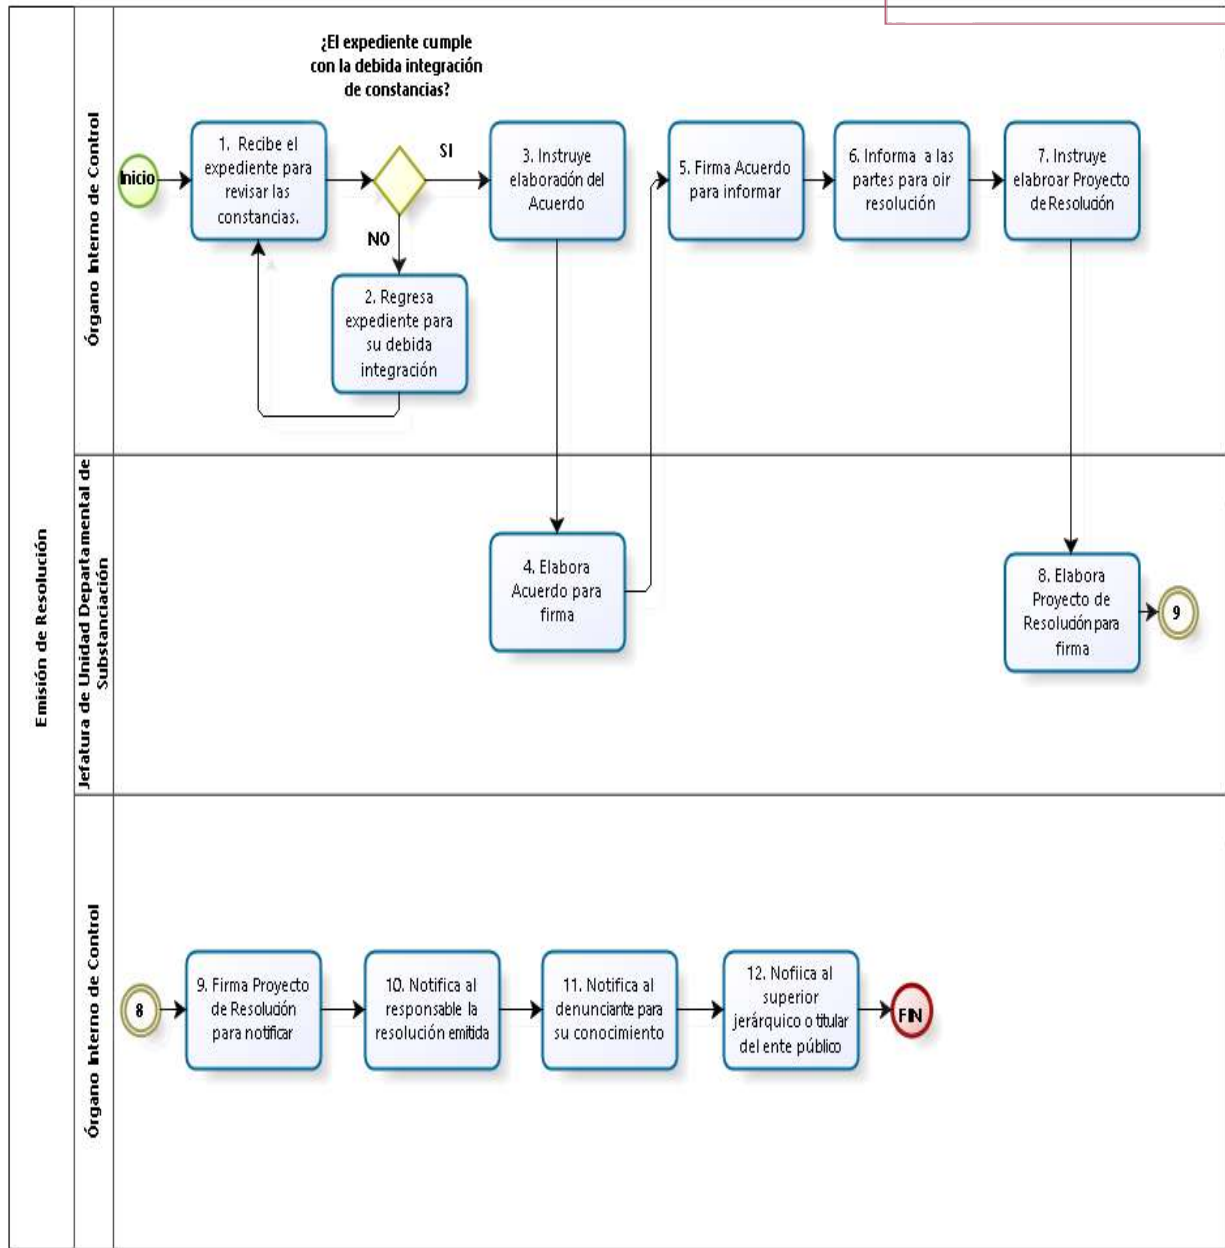 Emisión de Resolución
Órgano Interno de Control
¿El expediente cumple
con la debida integración
de constancias?
Inicio
1. Recibe el
expediente para
revisar las
constancias.
SI
NO
2. Regresa
expediente para
su debida
integración
3. Instruye
elaboración del
Acuerdo
5. Firma Acuerdo
para informar
6. Informa a las
partes para oir
resolución
7. Instruye
elabroar Proyecto
de Resolución
Jefatura de Unidad Departamental de
Substanciación
4. Elabora
Acuerdo para
firma
8. Elabora
Proyecto de
Resolución para
firma
9
Órgano Interno de Control
8
9. Firma Proyecto
de Resolución
para notificar
10. Notifica al
responsable la
resolución emitida
11. Notifica al
denunciante para
su conocimiento
12. Nofiica al
superior
jerárquico o titular
del ente público
FIN